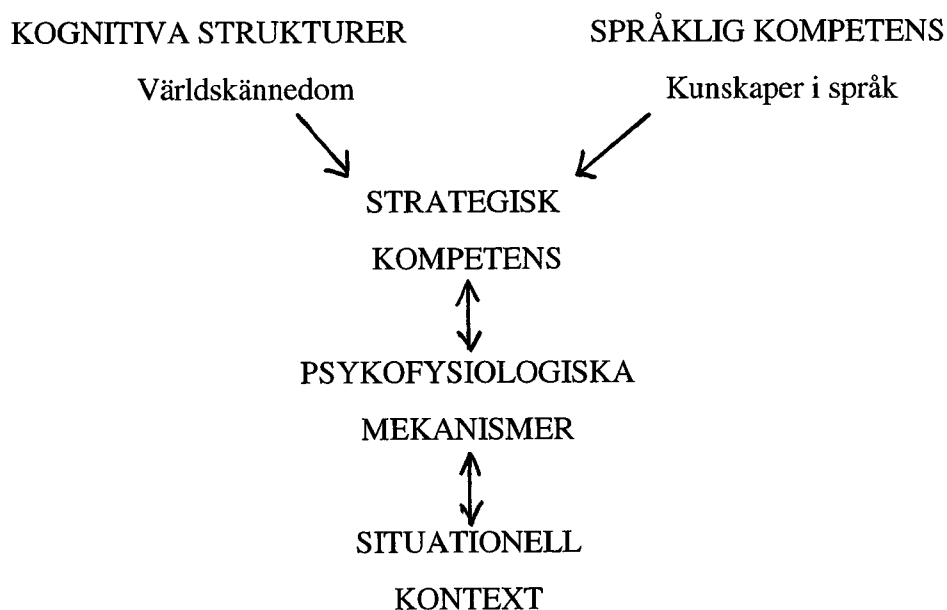 KOGNITIVA STRUKTURER
Världskännedom
SPRÅKLIG KOMPETENS
Kunskaper i språk
STRATEGISK
KOMPETENS
PSYKOFYSIOLOGISKA
MEKANISMER
SITUATIONELL
KONTEXT